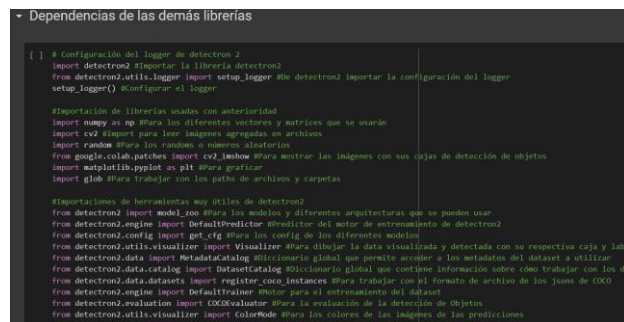 Dependencias de las demás librerías
[ ] # Configuración del logger de detectron 2
import detectron2 #Importar la librería detectron2
from detectron2.utils.logger import setup_logger #De detectron2 importar la configuración del logger
setup_logger() #Configurar el logger
#Importación de librerías usadas con anterioridad
import numpy as np #Para los diferentes vectores y matrices que se usarán
import cv2 #Import para leer imágenes agregadas en archivos
import random #Para los randoms o números aleatorios
from google.colab.patches import cv2_imshow #Para mostrar las imágenes con sus cajas de detección de objetos
import matplotlib.pyplot as plt #Para graficar
import glob #Para trabajar con los paths de archivos y carpetas
#Importaciones de herramientas muy útiles de detectron2
from detectron2 import model_zoo #Para los modelos y diferentes arquitecturas que se pueden usar
from detectron2.engine import DefaultPredictor #Predictor del motor de entrenamiento de detectron2
from detectron2.config import get_cfg #Para los config de los diferentes modelos
from detectron2.utils.visualizer import Visualizer #Para dibujar la data visualizada y detectada con su respectiva caja y lab
from detectron2.data import MetadataCatalog #Diccionario global que permite acceder a los metadatos del dataset a utilizar
from detectron2.data.catalog import DatasetCatalog #Diccionario global que contiene información sobre cómo trabajar con los d
from detectron2.data.datasets import register_coco_instances #Para trabajar con el formato de archivo de los jsons de COCO
from detectron2.engine import DefaultTrainer #Motor para el entrenamiento del dataset
from detectron2.evaluation import COCOEvaluator #Para la evaluación de la detección de Objetos
from detectron2.utils.visualizer import ColorMode #Para los colores de las imágenes de las predicciones